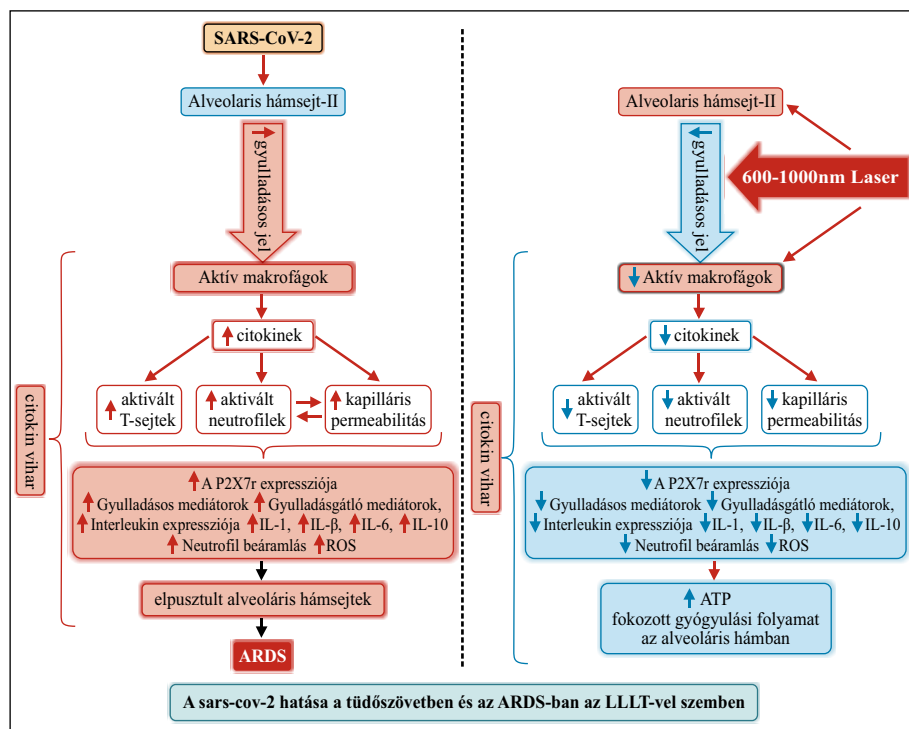 SARS-CoV-2
Alveolaris hámsejt-II
gyulladásos jel
Aktív makrofágok
citokinek
aktivált
T-sejtek
aktivált
neutrofilek
kapilláris
permeabilitás
citokin vihar
A P2X7r expressziója
Gyulladásos mediátorok Gyulladásgátló mediátorok,
Interleukin expressziója IL-1, IL-β, IL-6, IL-10
Neutrofil beáramlás ROS
elpusztult alveoláris hámsejtek
ARDS
Alveolaris hámsejt-II
gyulladásos jel
600-1000nm Laser
Aktív makrofágok
citokinek
aktivált
T-sejtek
aktivált
neutrofilek
kapilláris
permeabilitás
citokin vihar
A P2X7r expressziója
Gyulladásos mediátorok Gyulladásgátló mediátorok,
Interleukin expressziója IL-1, IL-β, IL-6, IL-10
Neutrofil beáramlás ROS
ATP
fokozott gyógyulási folyamat
az alveoláris hámban
A sars-cov-2 hatása a tüdőszövetben és az ARDS-ban az LLLT-vel szemben